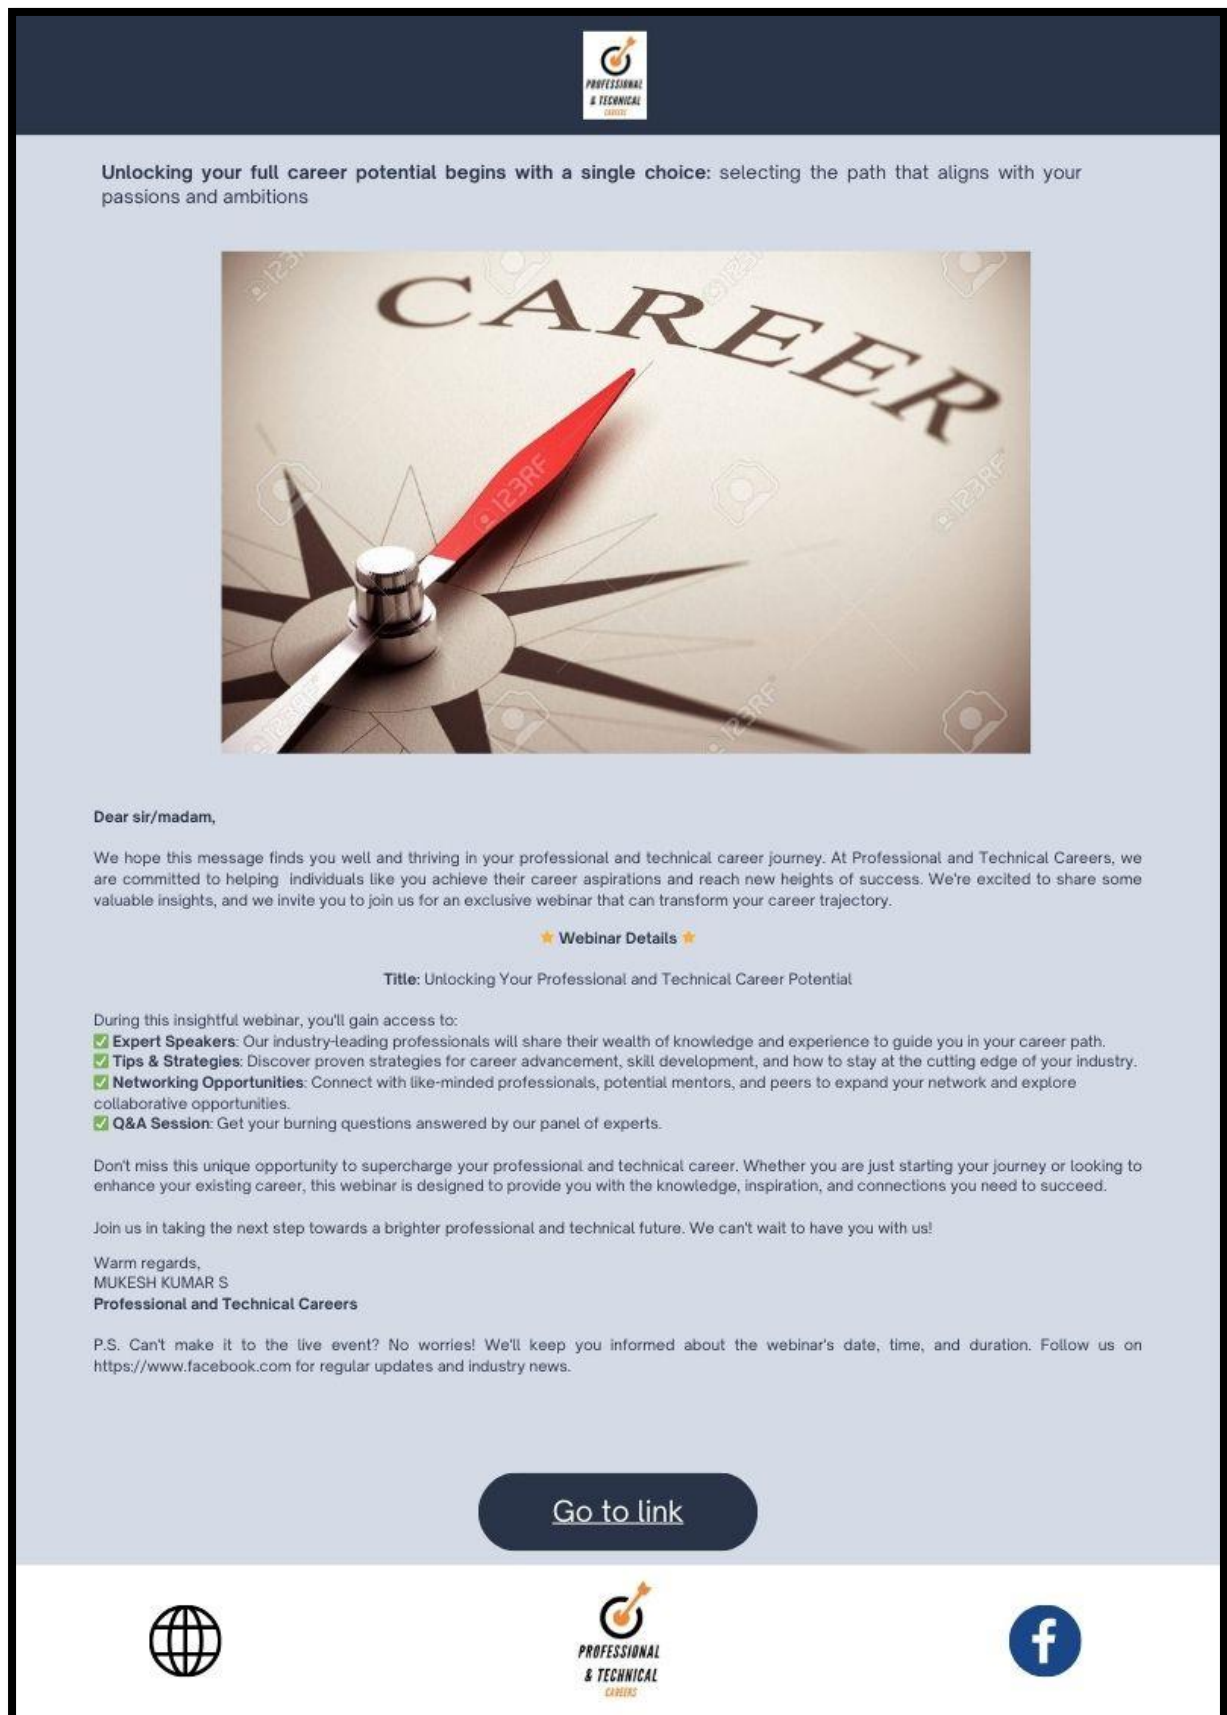 PROFESSIONAL
& TECHNICAL
CAREERS
Unlocking your full career potential begins with a single choice: selecting the path that aligns with your
passions and ambitions
CAREER
123RF
123RF
123RF
123RF
123RF
123RF
Dear sir/madam,
We hope this message finds you well and thriving in your professional and technical career journey. At Professional and Technical Careers, we
are committed to helping individuals like you achieve their career aspirations and reach new heights of success. We're excited to share some
valuable insights, and we invite you to join us for an exclusive webinar that can transform your career trajectory.
⭐ Webinar Details ⭐
Title: Unlocking Your Professional and Technical Career Potential
During this insightful webinar, you'll gain access to:
✅ Expert Speakers: Our industry-leading professionals will share their wealth of knowledge and experience to guide you in your career path.
✅ Tips & Strategies: Discover proven strategies for career advancement, skill development, and how to stay at the cutting edge of your industry.
✅ Networking Opportunities: Connect with like-minded professionals, potential mentors, and peers to expand your network and explore
collaborative opportunities.
✅ Q&A Session: Get your burning questions answered by our panel of experts.
Don't miss this unique opportunity to supercharge your professional and technical career. Whether you are just starting your journey or looking to
enhance your existing career, this webinar is designed to provide you with the knowledge, inspiration, and connections you need to succeed.
Join us in taking the next step towards a brighter professional and technical future. We can't wait to have you with us!
Warm regards,
MUKESH KUMAR S
Professional and Technical Careers
P.S. Can't make it to the live event? No worries! We'll keep you informed about the webinar's date, time, and duration. Follow us on
https://www.facebook.com for regular updates and industry news.
Go to link
PROFESSIONAL
& TECHNICAL
CAREERS
f